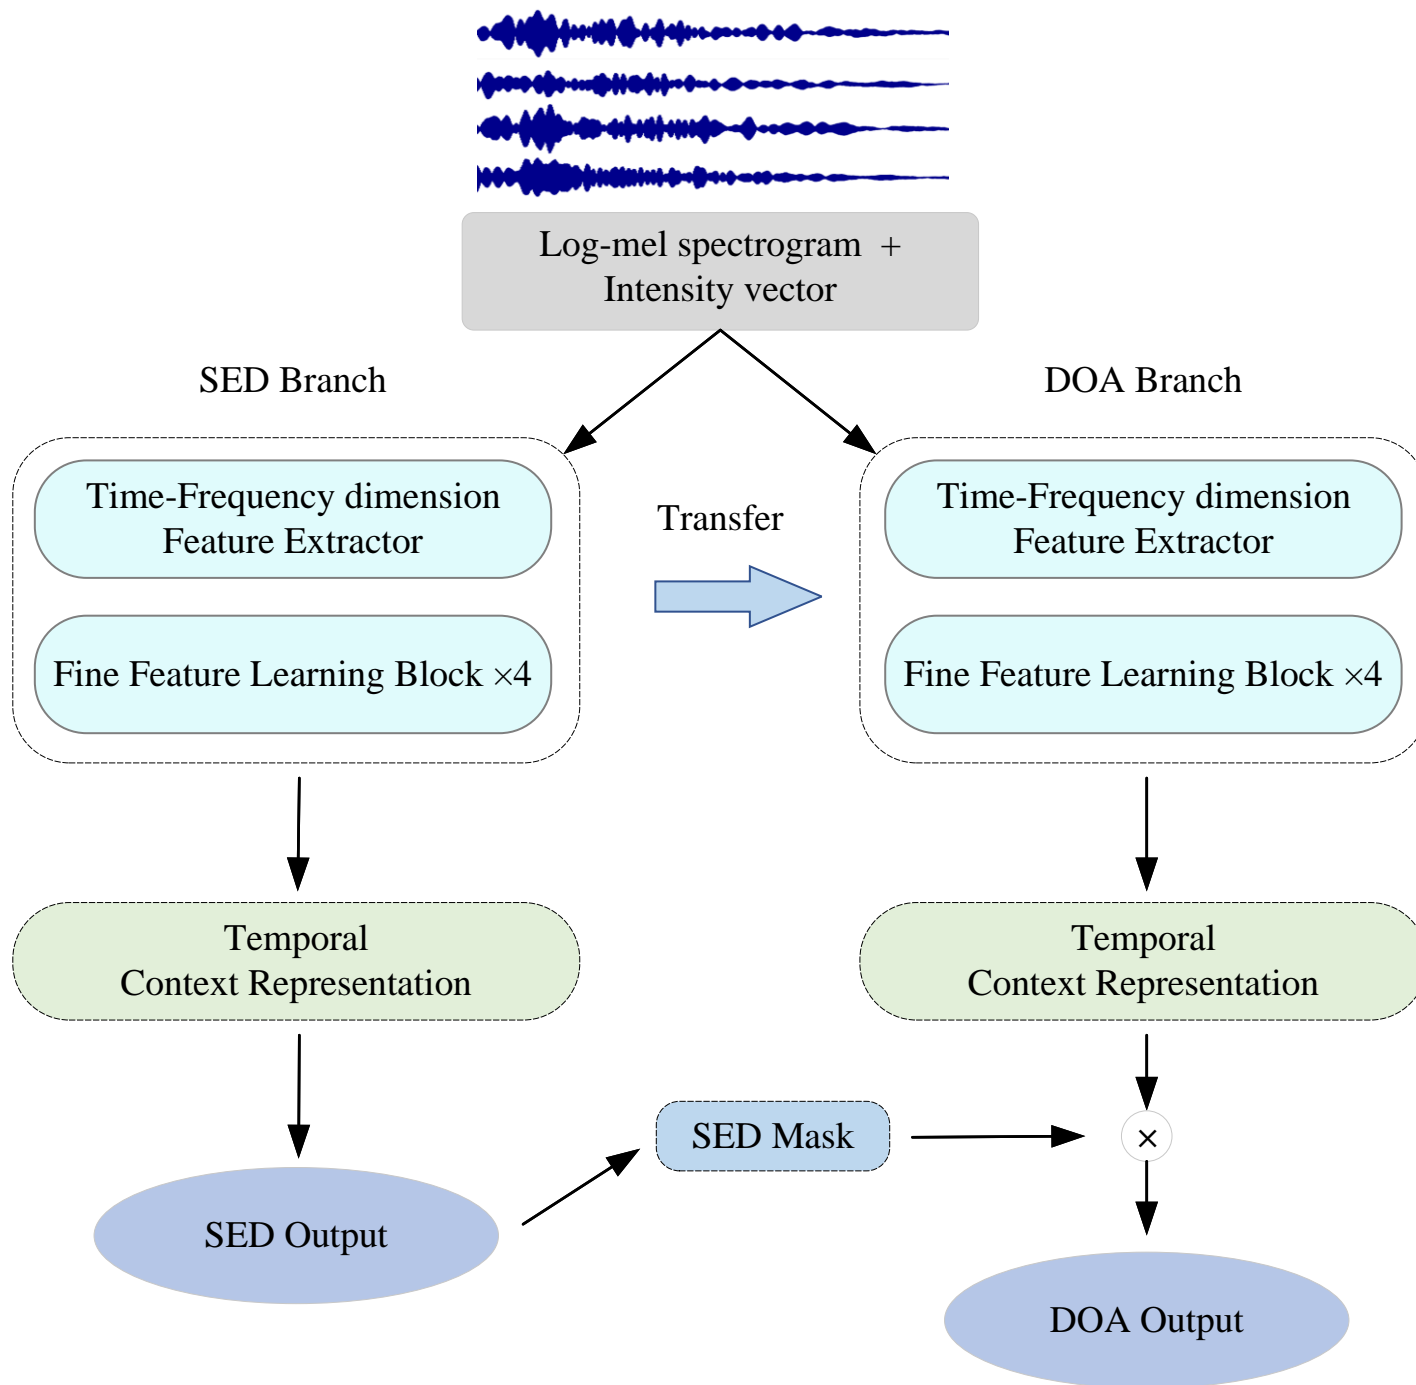 Log-mel spectrogram +
Intensity vector
SED Branch
DOA Branch
Time-Frequency dimension
Feature Extractor
Fine Feature Learning Block ×4
Transfer
Time-Frequency dimension
Feature Extractor
Fine Feature Learning Block ×4
Temporal
Context Representation
Temporal
Context Representation
SED Mask
×
SED Output
DOA Output